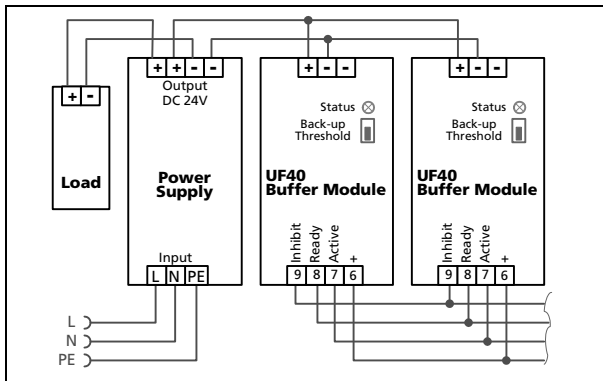 + + - -
+ - -
+ - -
Output
DC 24V
+ -
Load
Power
Supply
Input
L N PE
Status
Back-up
Threshold
UF40
Buffer Module
Inhibit
Ready
Active
+
9 8 7 6
Status
Back-up
Threshold
UF40
Buffer Module
Inhibit
Ready
Active
+
9 8 7 6
L
N
PE